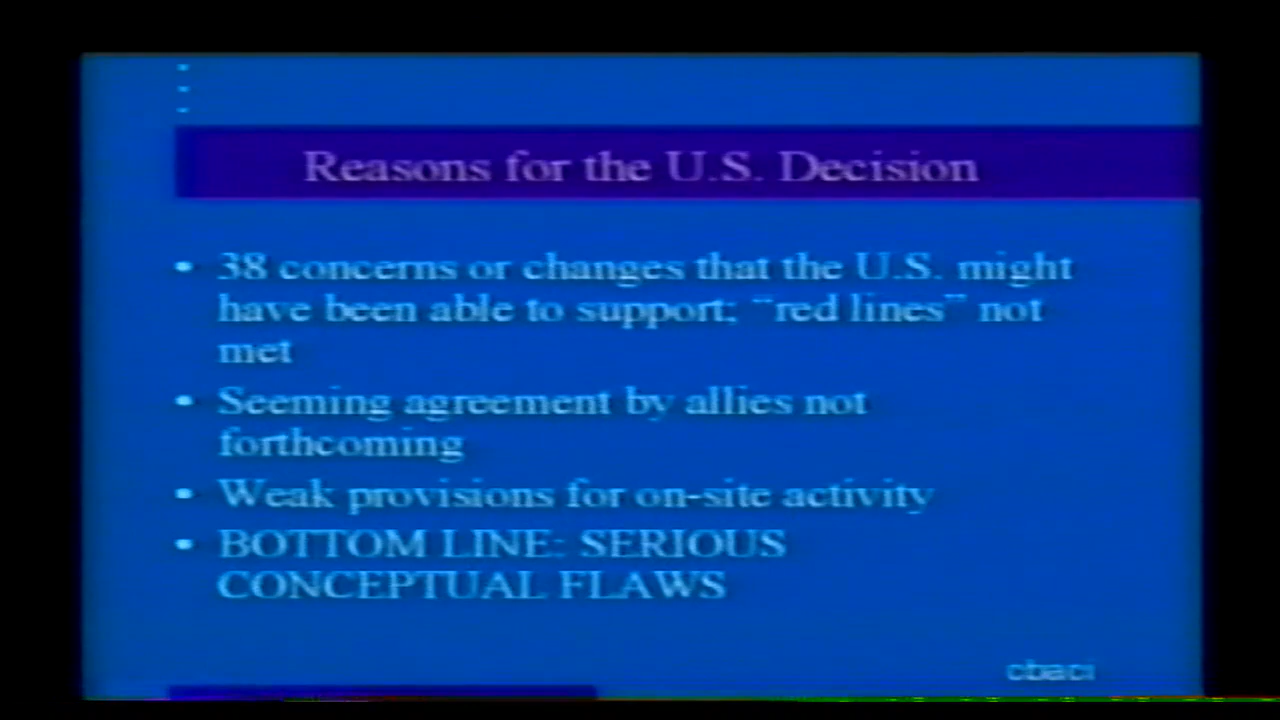 Reasons for the U.S. Decision
• 38 concerns or changes that the U.S. might
have been able to support; “red lines” not
met
• Seeming agreement by allies not
forthcoming
• Weak provisions for on-site activity
• BOTTOM LINE: SERIOUS
CONCEPTUAL FLAWS
cbaci